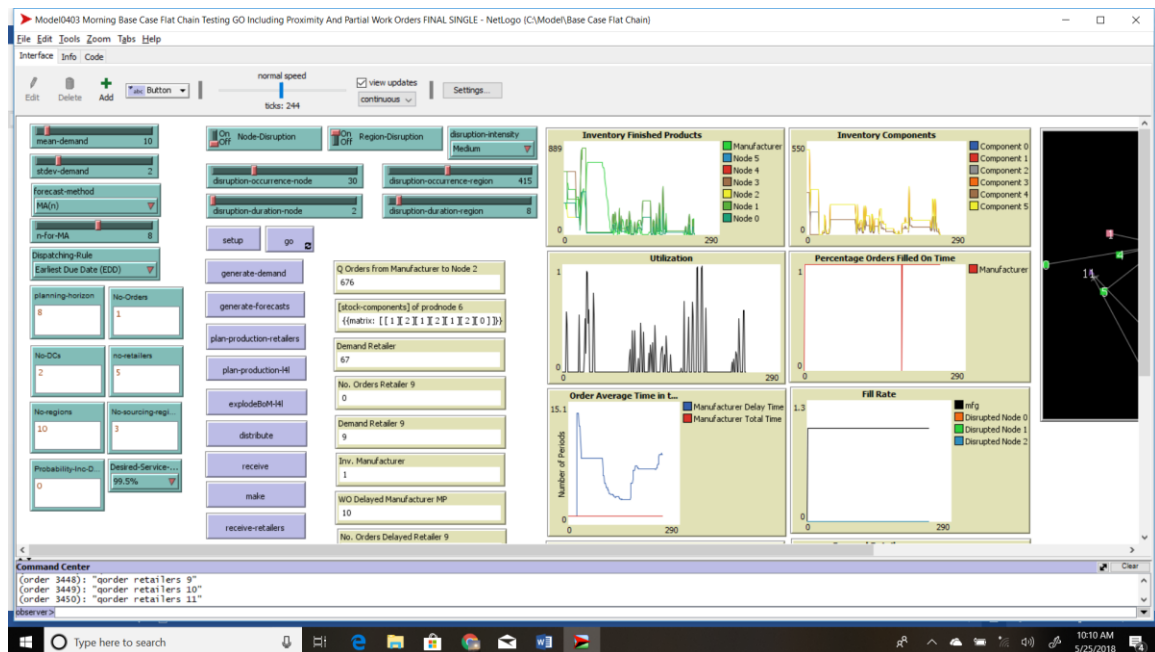 Model0403 Morning Base Case Flat Chain Testing GO Including Proximity And Partial Work Orders FINAL SINGLE - NetLogo {C:\Model\Base Case Flat Chain}
File Edit Tools Zoom Tabs Help
Interface Info Code
Edit Delete Add abc Button
normal speed
ticks: 244
view updates
continuous
Settings...
mean-demand 10
stdev-demand 2
forecast-method
MA(n)
n-for-MA 8
Dispatching-Rule
Earliest Due Date (EDD)
planning-horizon
8
No-Orders
1
No-DCs
2
no-retailers
5
No-regions
10
No-sourcing-regi...
3
Probability-Inc-D...
0
Desired-Service-...
99.5%
On
Off
Node-Disruption
On
Off
Region-Disruption
disruption-intensity
Medium
disruption-occurrence-node 30
disruption-occurrence-region 415
disruption-duration-node 2
disruption-duration-region 8
setup
go
generate-demand
generate-forecasts
plan-production-retailers
plan-production-l4l
explodeBoM-l4l
distribute
receive
make
receive-retailers
Q Orders from Manufacturer to Node 2
676
[stock-components] of prodnode 6
{{matrix: [ [ 1 ][ 2 ][ 1 ][ 2 ][ 1 ][ 2 ][ 0 ] ]}}
Demand Retailer
67
No. Orders Retailer 9
0
Demand Retailer 9
9
Inv. Manufacturer
1
WO Delayed Manufacturer MP
10
No. Orders Delayed Retailer 9
Inventory Finished Products
889
0
0
290
Manufacturer
Node 5
Node 4
Node 3
Node 2
Node 1
Node 0
Inventory Components
550
0
0
290
Component 0
Component 1
Component 2
Component 3
Component 4
Component 5
Utilization
1
0
0
290
Percentage Orders Filled On Time
1
0
0
290
Manufacturer
Order Average Time in t...
15.1
Number of Periods
0
0
290
Manufacturer Delay Time
Manufacturer Total Time
Fill Rate
1.3
0
0
290
mfg
Disrupted Node 0
Disrupted Node 1
Disrupted Node 2
Command Center
Clear
(order 3448): "qorder retailers 9"
(order 3449): "qorder retailers 10"
(order 3450): "qorder retailers 11"
observer>
Type here to search
10:10 AM
5/25/2018